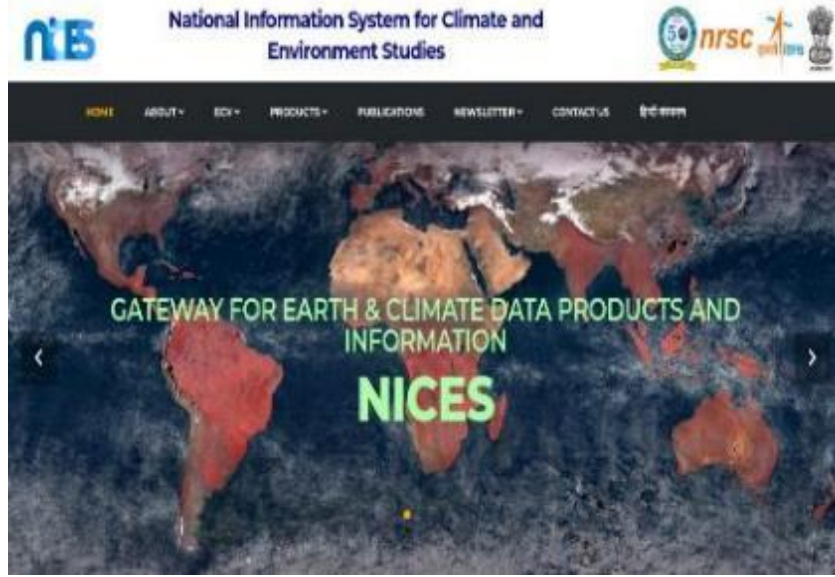 NICES
National Information System for Climate and
Environment Studies
nrsc
HOME ABOUT ECV PRODUCTS PUBLICATIONS NEWSLETTER CONTACT US
GATEWAY FOR EARTH & CLIMATE DATA PRODUCTS AND
INFORMATION
NICES